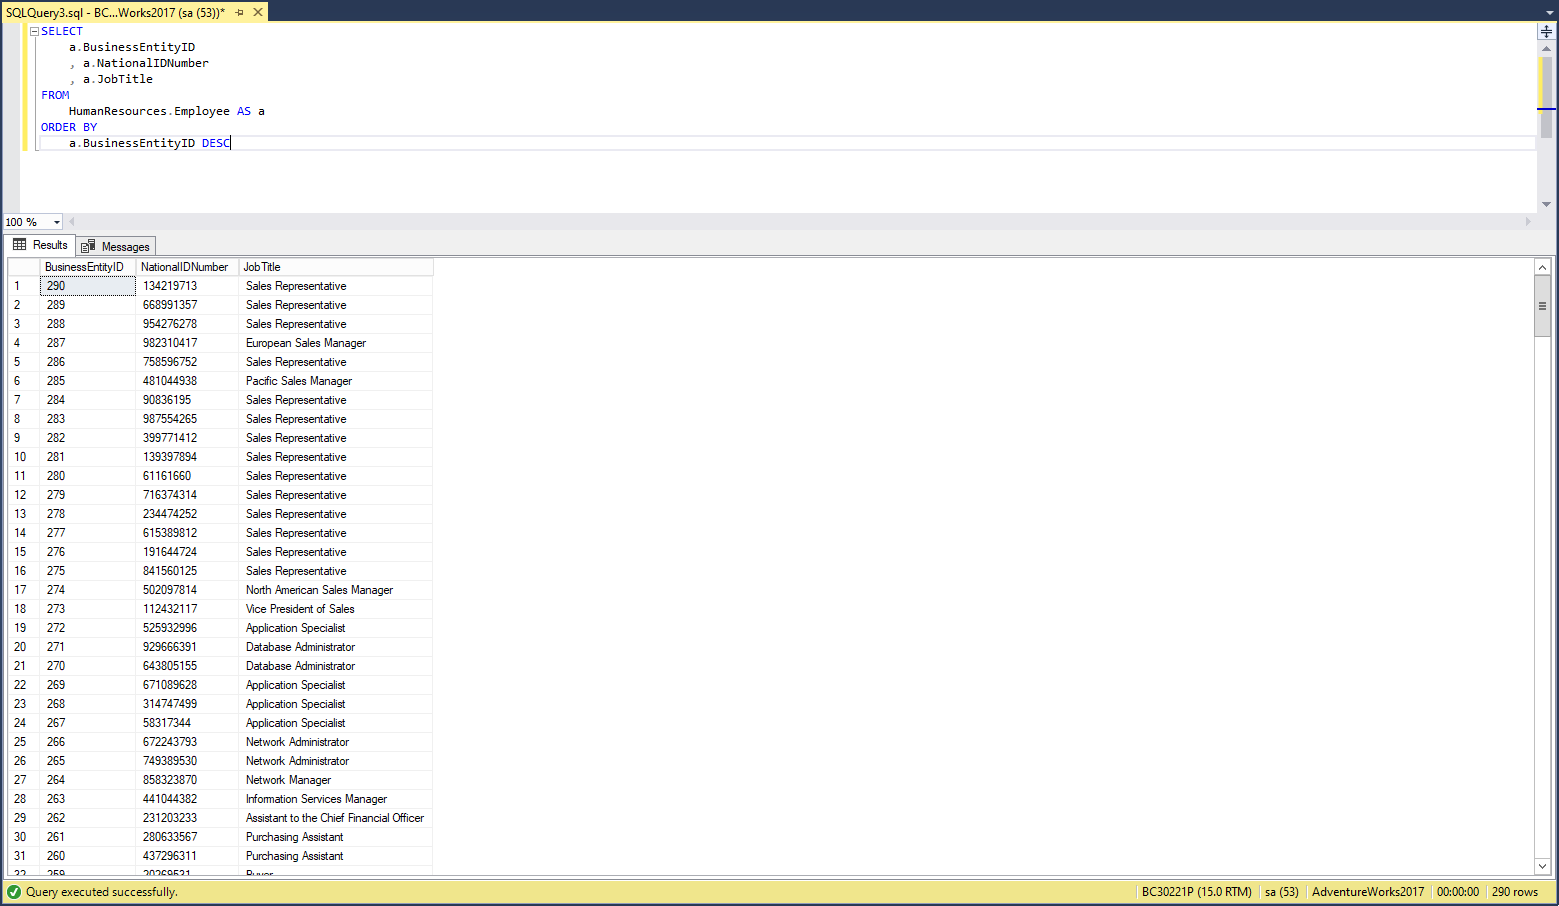 SQLQuery3.sql - BC...Works2017 (sa (53))*
SELECT
a.BusinessEntityID
, a.NationalIDNumber
, a.JobTitle
FROM
HumanResources.Employee AS a
ORDER BY
a.BusinessEntityID DESC
100 %
Results Messages
BusinessEntityID NationalIDNumber JobTitle
1 290 134219713 Sales Representative
2 289 668991357 Sales Representative
3 288 954276278 Sales Representative
4 287 982310417 European Sales Manager
5 286 758596752 Sales Representative
6 285 481044938 Pacific Sales Manager
7 284 90836195 Sales Representative
8 283 987554265 Sales Representative
9 282 399771412 Sales Representative
10 281 139397894 Sales Representative
11 280 61161660 Sales Representative
12 279 716374314 Sales Representative
13 278 234474252 Sales Representative
14 277 615389812 Sales Representative
15 276 191644724 Sales Representative
16 275 841560125 Sales Representative
17 274 502097814 North American Sales Manager
18 273 112432117 Vice President of Sales
19 272 525932996 Application Specialist
20 271 929666391 Database Administrator
21 270 643805155 Database Administrator
22 269 671089628 Application Specialist
23 268 314747499 Application Specialist
24 267 58317344 Application Specialist
25 266 672243793 Network Administrator
26 265 749389530 Network Administrator
27 264 858323870 Network Manager
28 263 441044382 Information Services Manager
29 262 231203233 Assistant to the Chief Financial Officer
30 261 280633567 Purchasing Assistant
31 260 437296311 Purchasing Assistant
32 259 20269531 Buyer
Query executed successfully. BC30221P (15.0 RTM) sa (53) AdventureWorks2017 00:00:00 290 rows